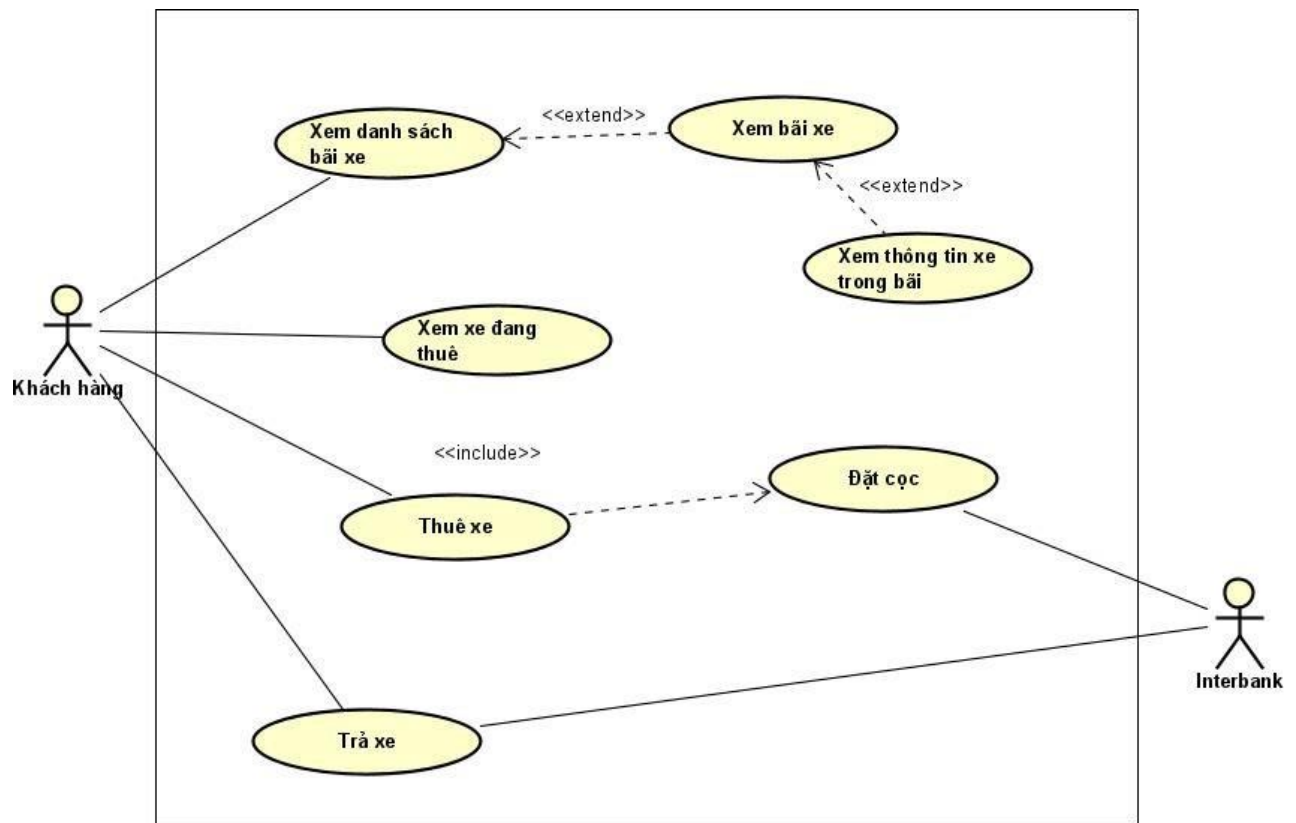 Xem danh sách
bãi xe
<<extend>>
Xem bãi xe
<<extend>>
Xem thông tin xe
trong bãi
Xem xe đang
thuê
Khách hàng
<<include>>
Đặt cọc
Thuê xe
Interbank
Trả xe